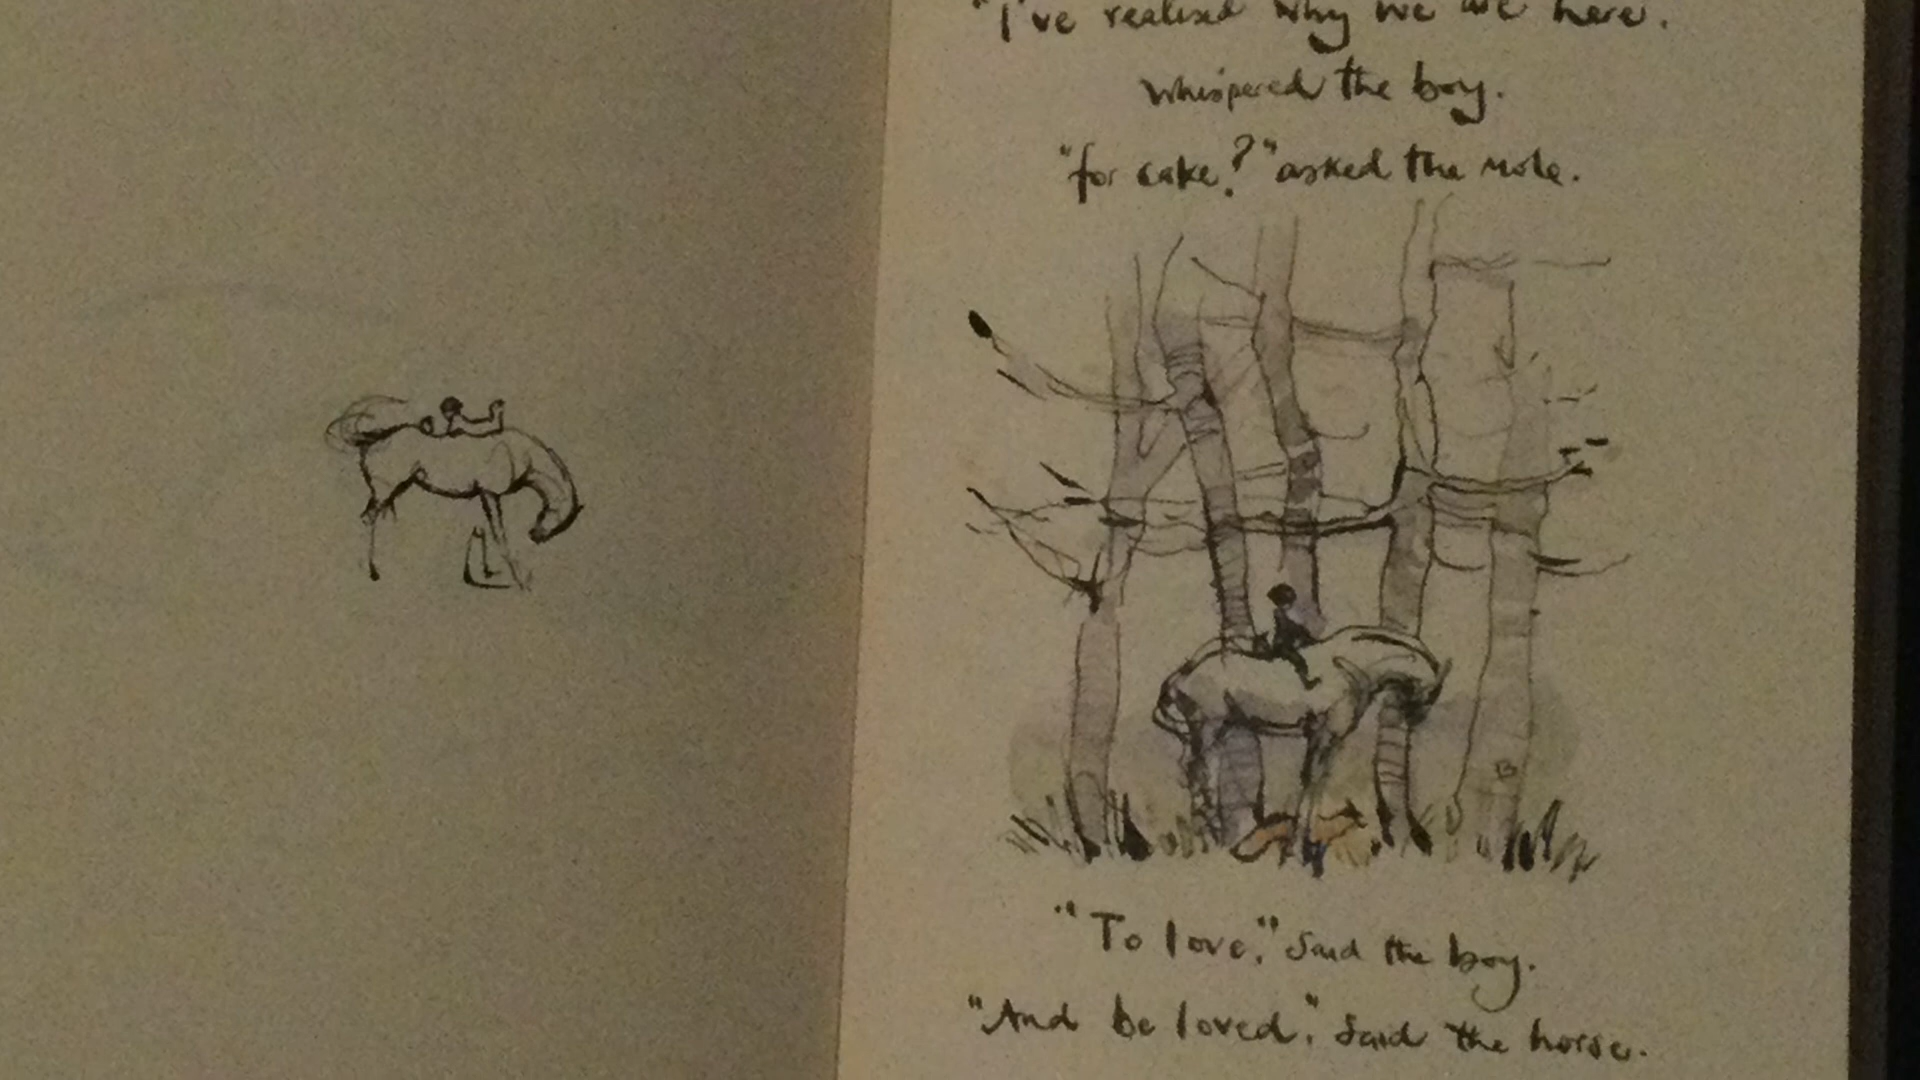 "I've realised why we are here.
whispered the boy.
"for cake?" asked the mole.
"To love," said the boy.
"And be loved," said the horse.